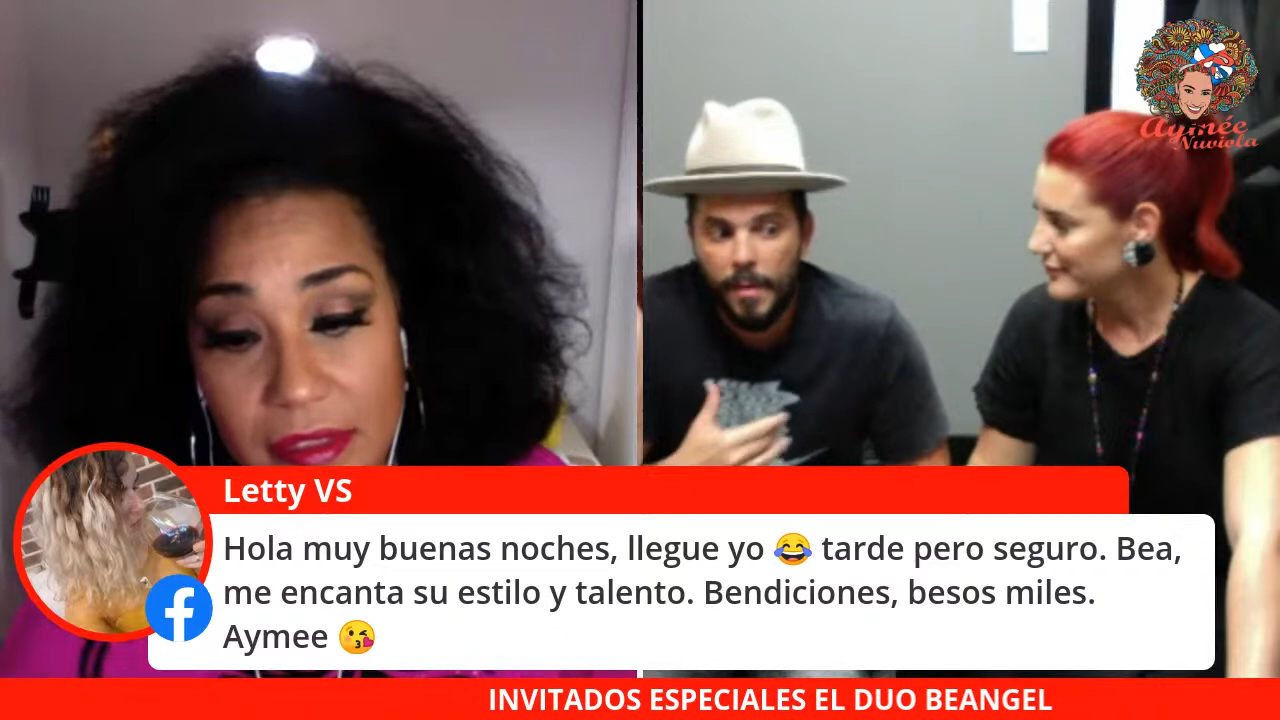 Aymée
Nuviola
Letty VS
Hola muy buenas noches, llegue yo 😂 tarde pero seguro. Bea,
me encanta su estilo y talento. Bendiciones, besos miles.
Aymee 😘
INVITADOS ESPECIALES EL DUO BEANGEL